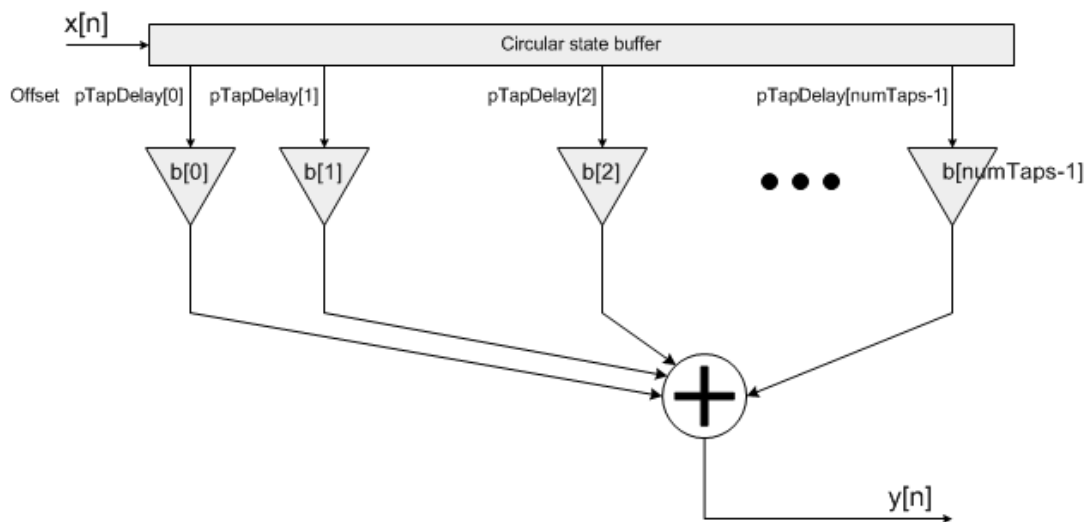 x[n]
Circular state buffer
Offset pTapDelay[0] pTapDelay[1] pTapDelay[2] pTapDelay[numTaps-1]
b[0] b[1] b[2] b[numTaps-1]
y[n]